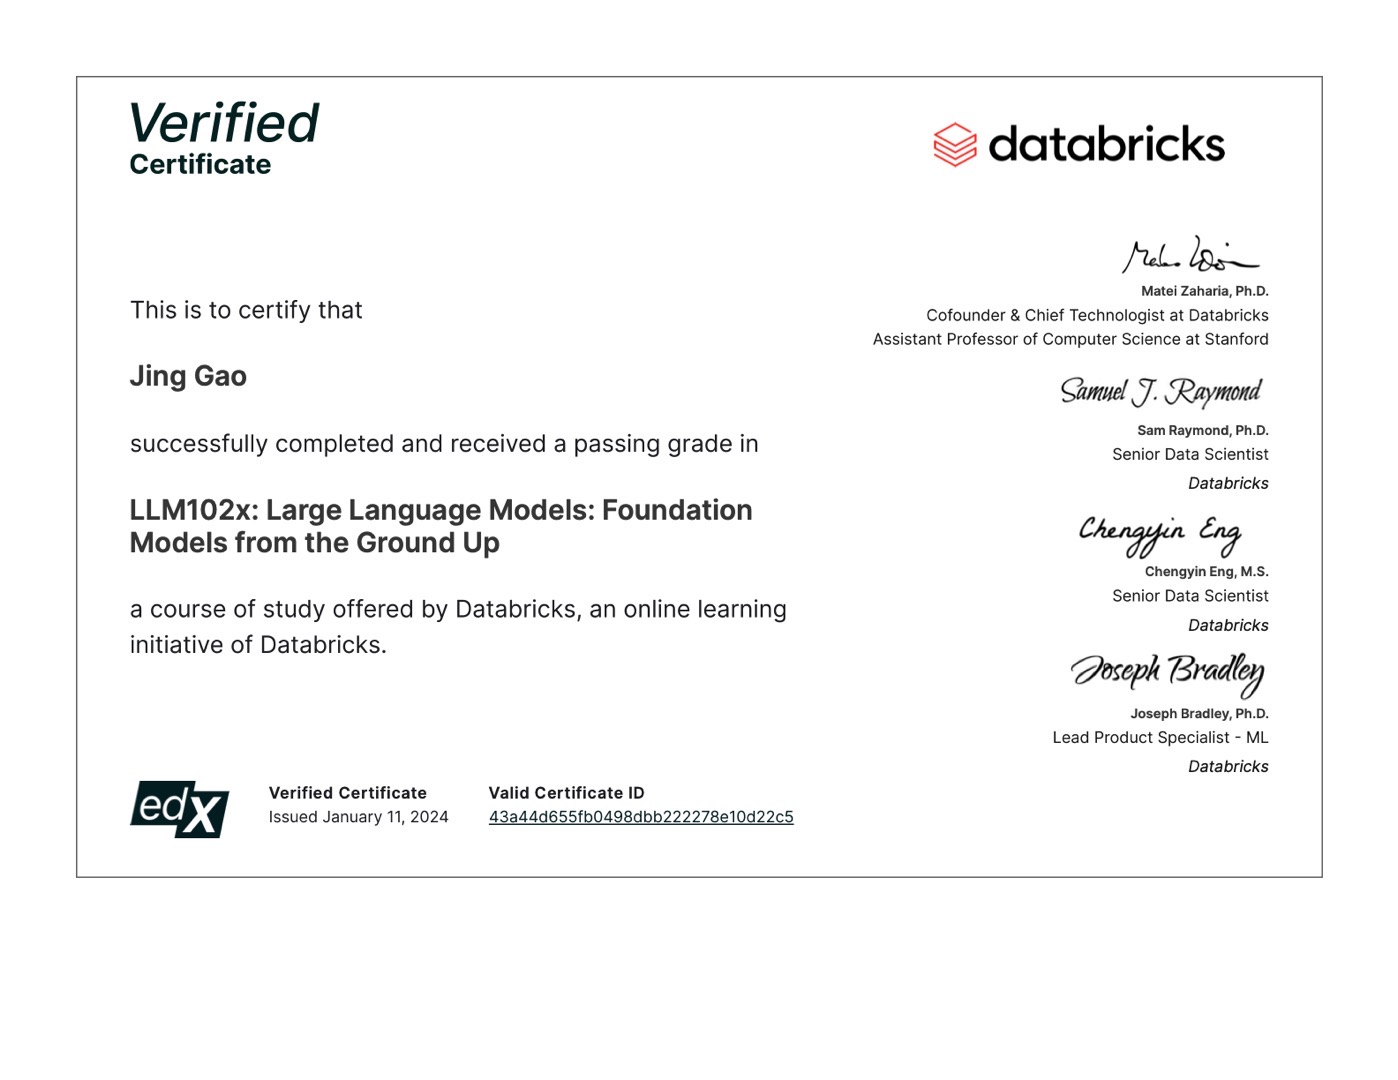 Verified
Certificate
databricks
This is to certify that
Jing Gao
successfully completed and received a passing grade in
LLM102x: Large Language Models: Foundation
Models from the Ground Up
a course of study offered by Databricks, an online learning
initiative of Databricks.
Matei Zaharia, Ph.D.
Cofounder & Chief Technologist at Databricks
Assistant Professor of Computer Science at Stanford
Samuel J. Raymond
Sam Raymond, Ph.D.
Senior Data Scientist
Databricks
Chengyin Eng
Chengyin Eng, M.S.
Senior Data Scientist
Databricks
Joseph Bradley
Joseph Bradley, Ph.D.
Lead Product Specialist - ML
Databricks
edX
Verified Certificate
Issued January 11, 2024
Valid Certificate ID
43a44d655fb0498dbb222278e10d22c5